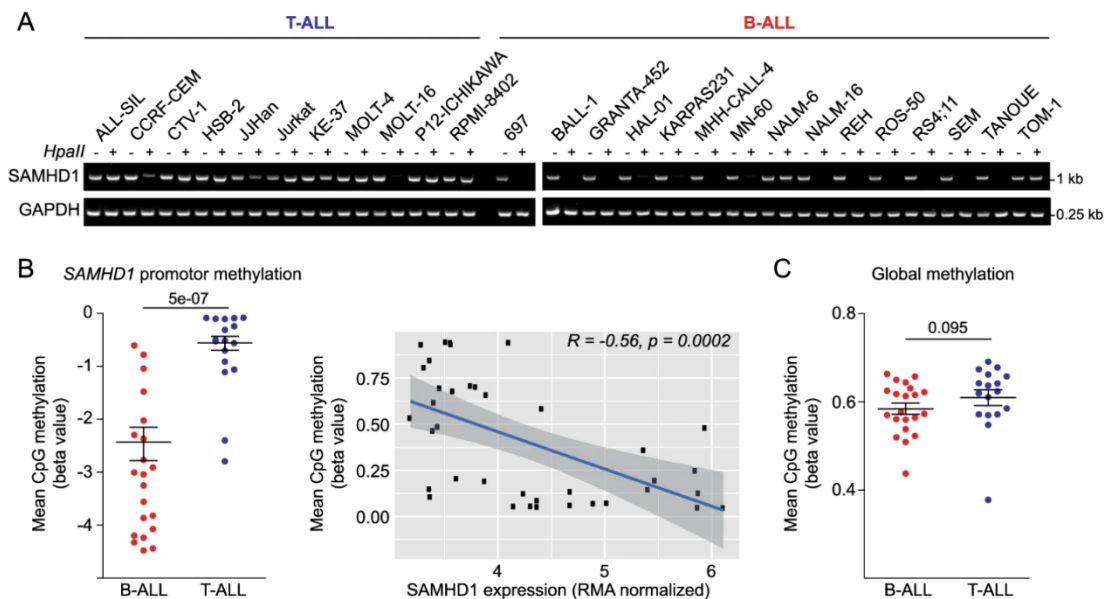 A
T-ALL
B-ALL
ALL-SIL CCRF-CEM CTV-1 HSB-2 JJHan Jurkat KE-37 MOLT-4 MOLT-16 P12-ICHIKAWA RPMI-8402 697 BALL-1 GRANTA-452 HAL-01 KARPAS231 MHH-CALL-4 MN-60 NALM-6 NALM-16 REH ROS-50 RS4;11 SEM TANOUE TOM-1
HpaII - + - + - + - + - + - + - + - + - + - + - + - + - + - + - + - + - + - + - + - + - + - + - + - + - + - +
SAMHD1 -1 kb
GAPDH -0.25 kb
B
SAMHD1 promotor methylation
5e-07
0
-1
-2
-3
-4
Mean CpG methylation
(beta value)
B-ALL T-ALL
R = -0.56, p = 0.0002
0.75
0.50
0.25
0.00
Mean CpG methylation
(beta value)
4 5 6
SAMHD1 expression (RMA normalized)
C
Global methylation
0.095
0.8
0.6
0.4
Mean CpG methylation
(beta value)
B-ALL T-ALL